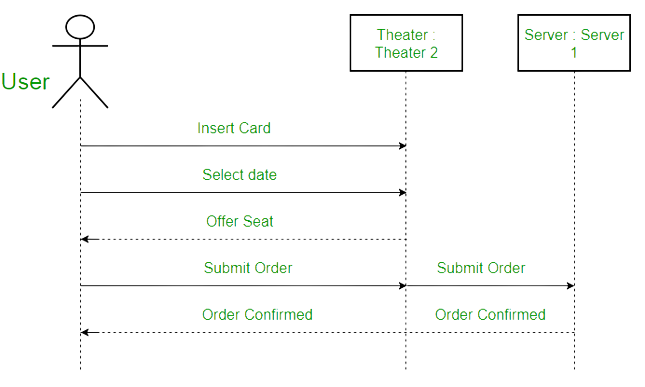 User
Theater :
Theater 2
Server : Server
1
Insert Card
Select date
Offer Seat
Submit Order
Submit Order
Order Confirmed
Order Confirmed